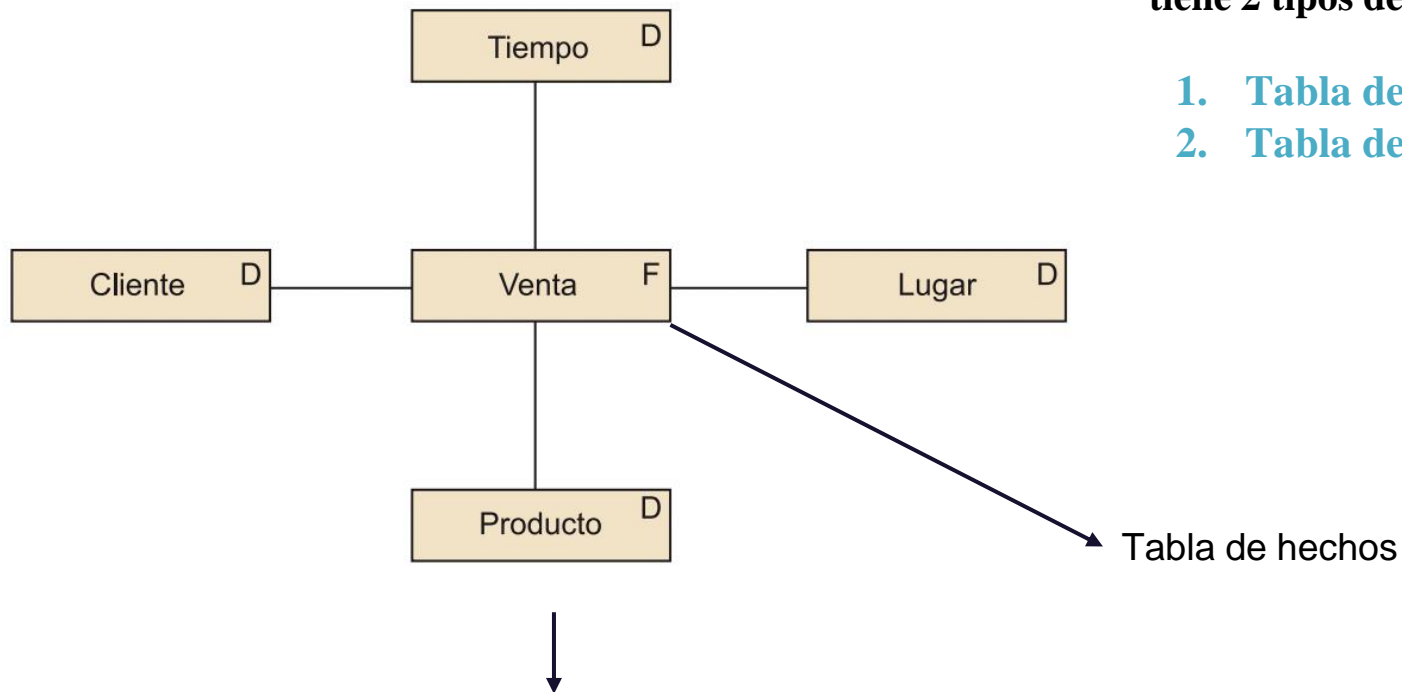 tiene 2 tipos de
Tiempo D
1. Tabla de
2. Tabla de
Cliente D
Venta F
Lugar D
Producto D
Tabla de hechos